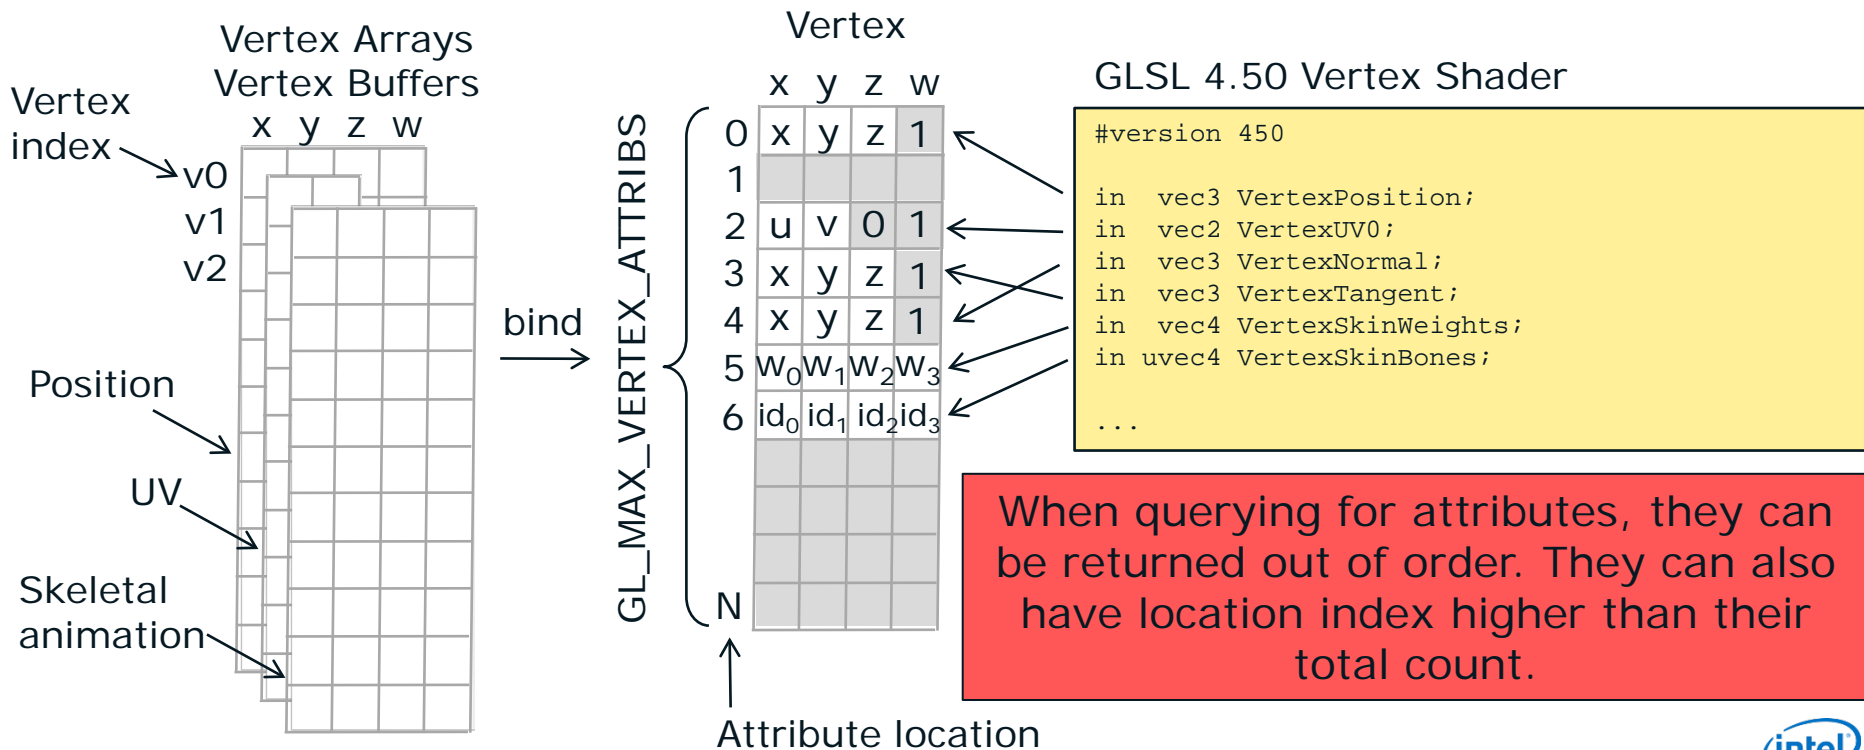 Vertex Arrays
Vertex Buffers
Vertex
index
x y z w
v0
v1
v2
Position
UV
Skeletal
animation
bind
GL_MAX_VERTEX_ATTRIBS
Vertex
x y z w
0 x y z 1
1
2 u v 0 1
3 x y z 1
4 x y z 1
5 w₀ w₁ w₂ w₃
6 id₀ id₁ id₂ id₃
N
Attribute location
GLSL 4.50 Vertex Shader
#version 450
in vec3 VertexPosition;
in vec2 VertexUV0;
in vec3 VertexNormal;
in vec3 VertexTangent;
in vec4 VertexSkinWeights;
in uvec4 VertexSkinBones;
...
When querying for attributes, they can
be returned out of order. They can also
have location index higher than their
total count.
intel